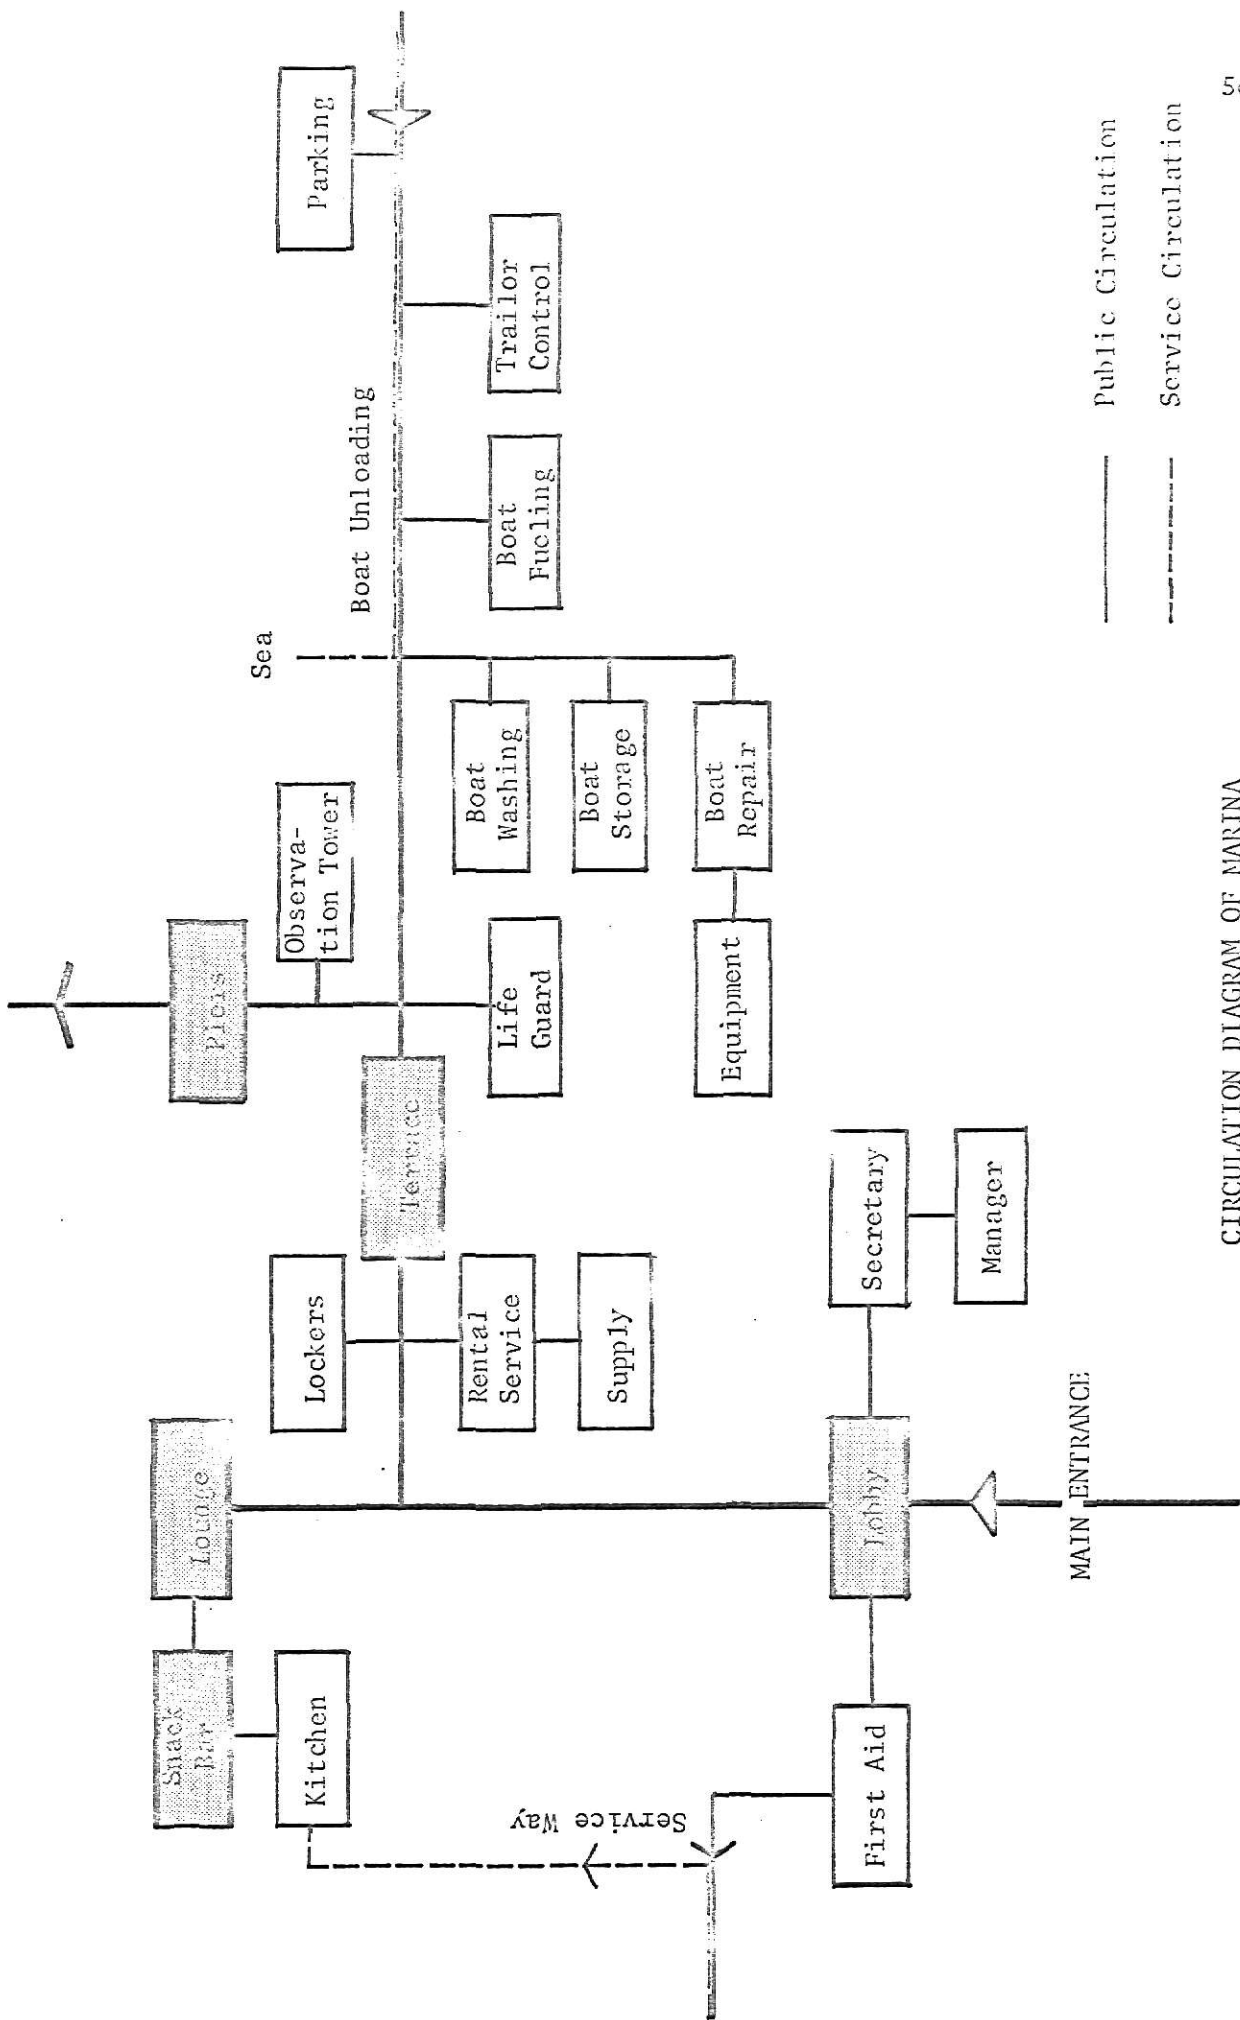 Snack
Bar
Lounge
Piers
Kitchen
Lockers
Observa-
tion Tower
Sea
Parking
Terrace
Boat Unloading
Service Way
Rental
Service
Supply
Life
Guard
Boat
Washing
Boat
Storage
Boat
Repair
Equipment
Boat
Fueling
Trailor
Control
First Aid
Lobby
Secretary
Manager
MAIN ENTRANCE
Public Circulation
Service Circulation
CIRCULATION DIAGRAM OF MARINA